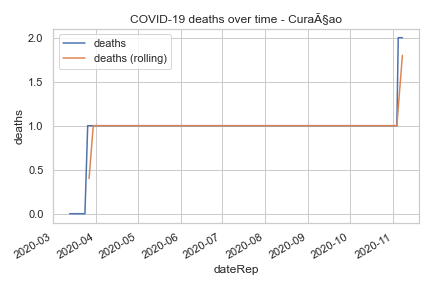 COVID-19 deaths over time - CuraÃ§ao
deaths
deaths (rolling)
deaths
2.0
1.5
1.0
0.5
0.0
2020-03
2020-04
2020-05
2020-06
2020-07
2020-08
2020-09
2020-10
2020-11
dateRep